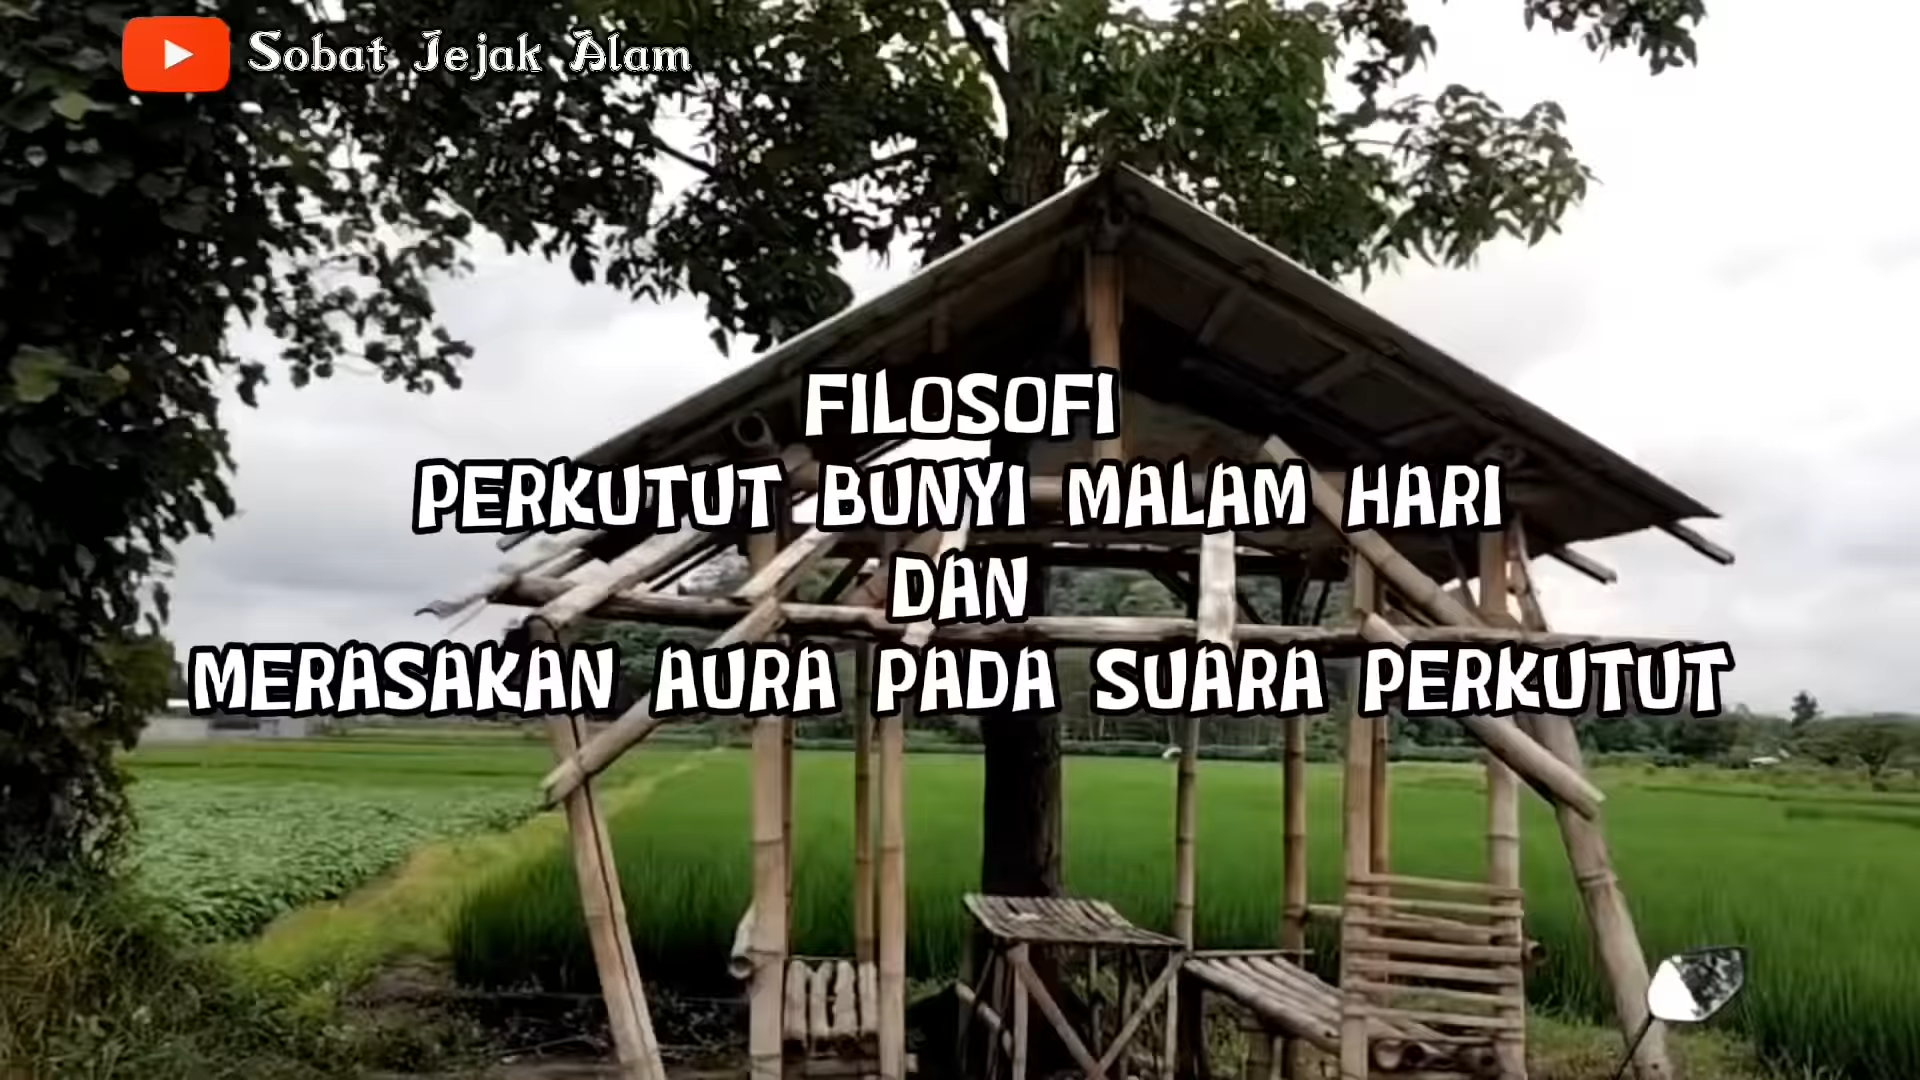 Sobat Jejak Alam
FILOSOFI
PERKUTUT BUNYI MALAM HARI
DAN
MERASAKAN AURA PADA SUARA PERKUTUT